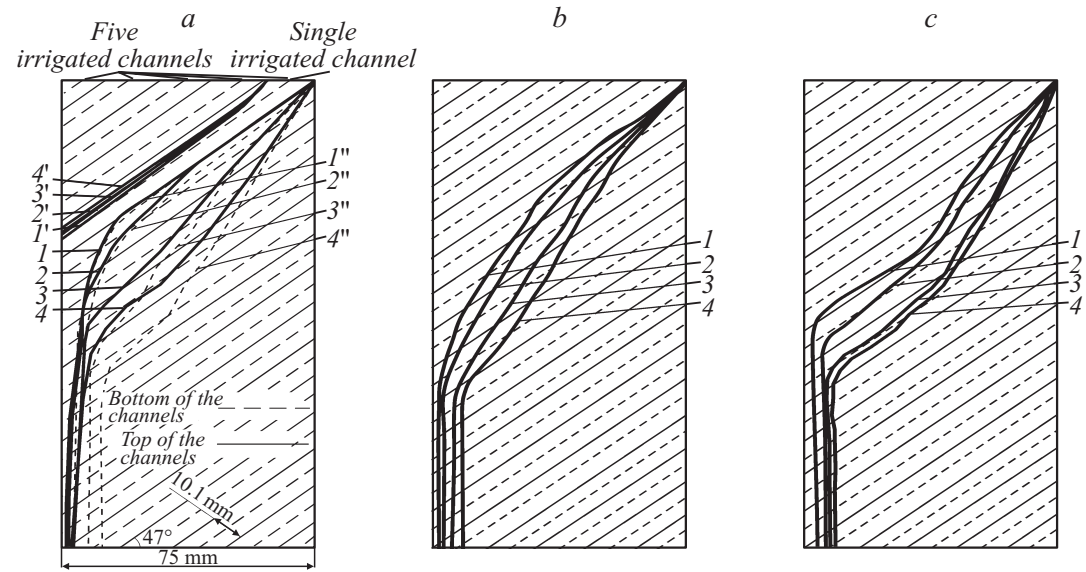 a
b
c
Five
irrigated channels
Single
irrigated channel
4'
3'
2'
1'
1
2
3
4
1"
2"
3"
4"
Bottom of the
channels
Top of the
channels
10.1mm
47°
75 mm
1
2
3
4
1
2
3
4